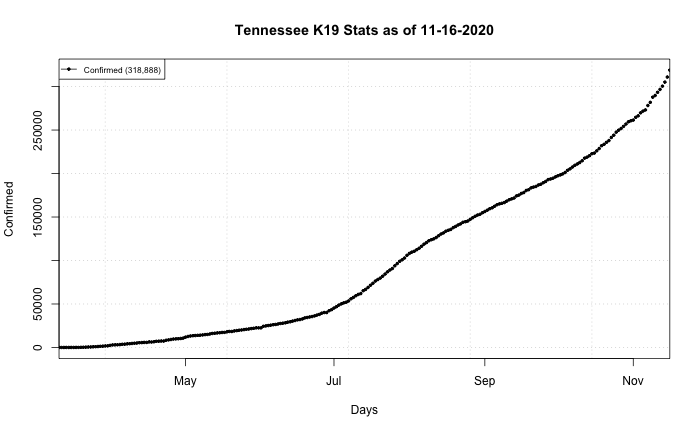 Tennessee K19 Stats as of 11-16-2020
Confirmed (318,888)
Confirmed
250000
150000
50000
0
May
Jul
Sep
Nov
Days